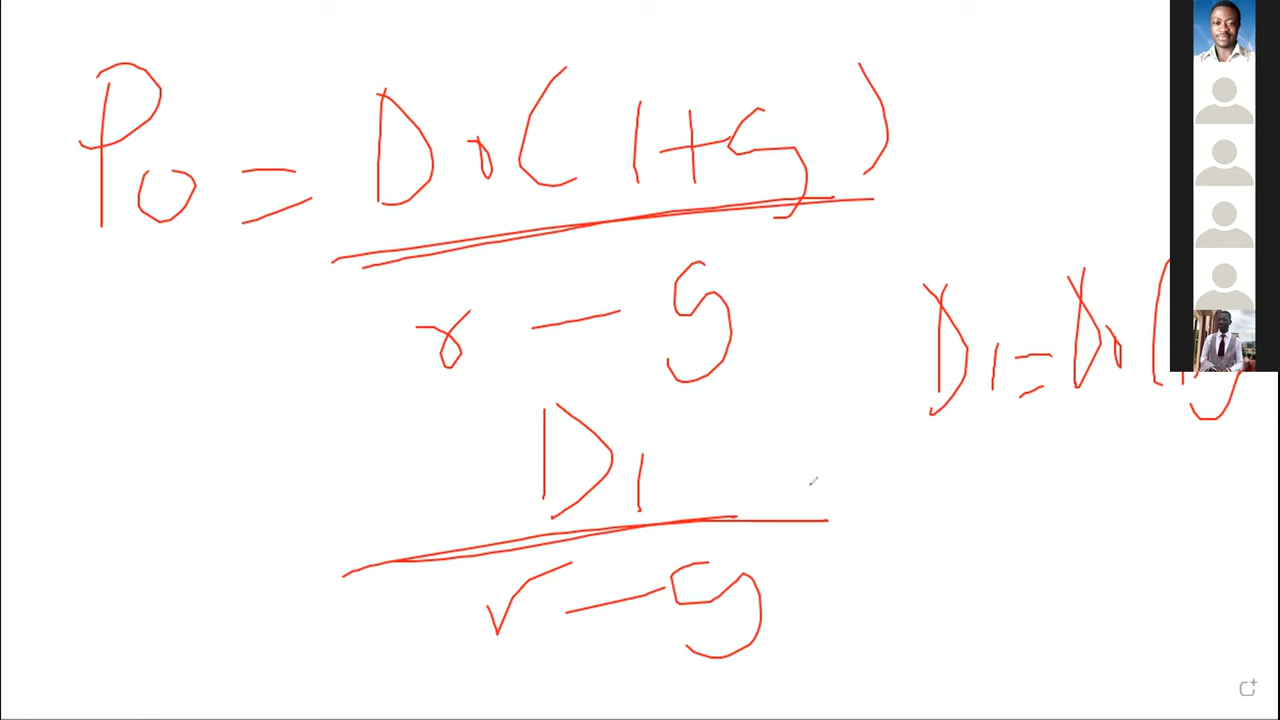 P0 = D0(1+g)
r - g
D1 = D0(1
D1
r - g